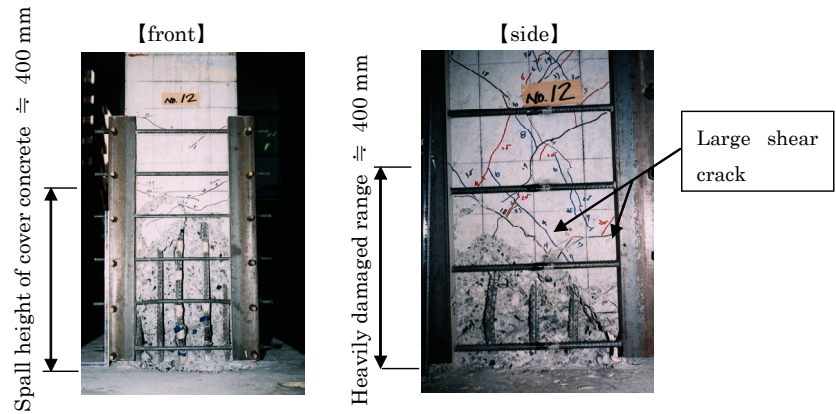 【front】
【side】
Spall height of cover concrete ≒ 400 mm
No.12
Heavily damaged range ≒ 400 mm
No.12
Large shear
crack